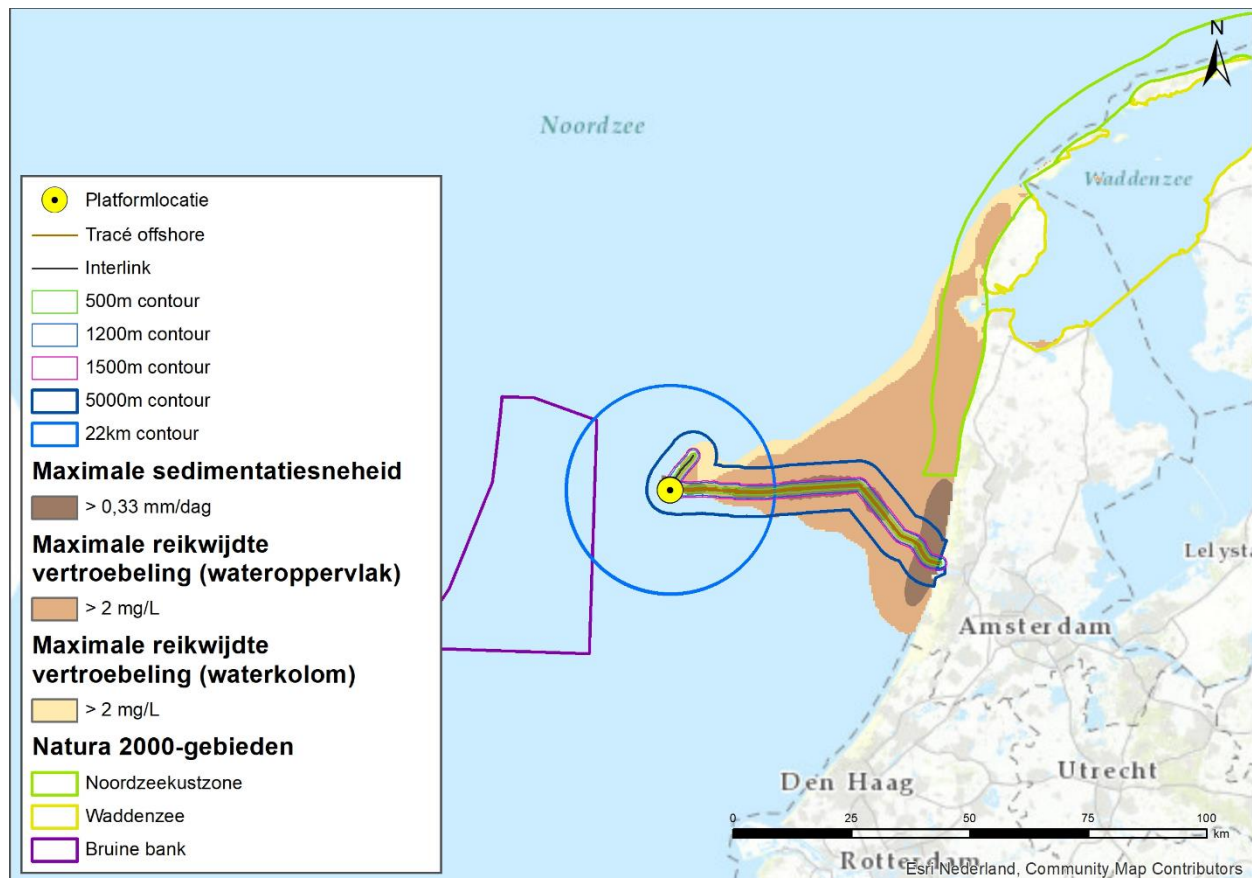 N
Noordzee
Waddenzee
Platformlocatie
Tracé offshore
Interlink
500m contour
1200m contour
1500m contour
5000m contour
22km contour
Maximale sedimentatiesneheid
> 0,33 mm/dag
Maximale reikwijdte
vertroebeling (wateroppervlak)
> 2 mg/L
Maximale reikwijdte
vertroebeling (waterkolom)
> 2 mg/L
Natura 2000-gebieden
Noordzeekustzone
Waddenzee
Bruine bank
Lelysta
Amsterdam
Utrecht
Den Haag
0 25 50 75 100
km
Rotterdam
Esri Nederland, Community Map Contributors